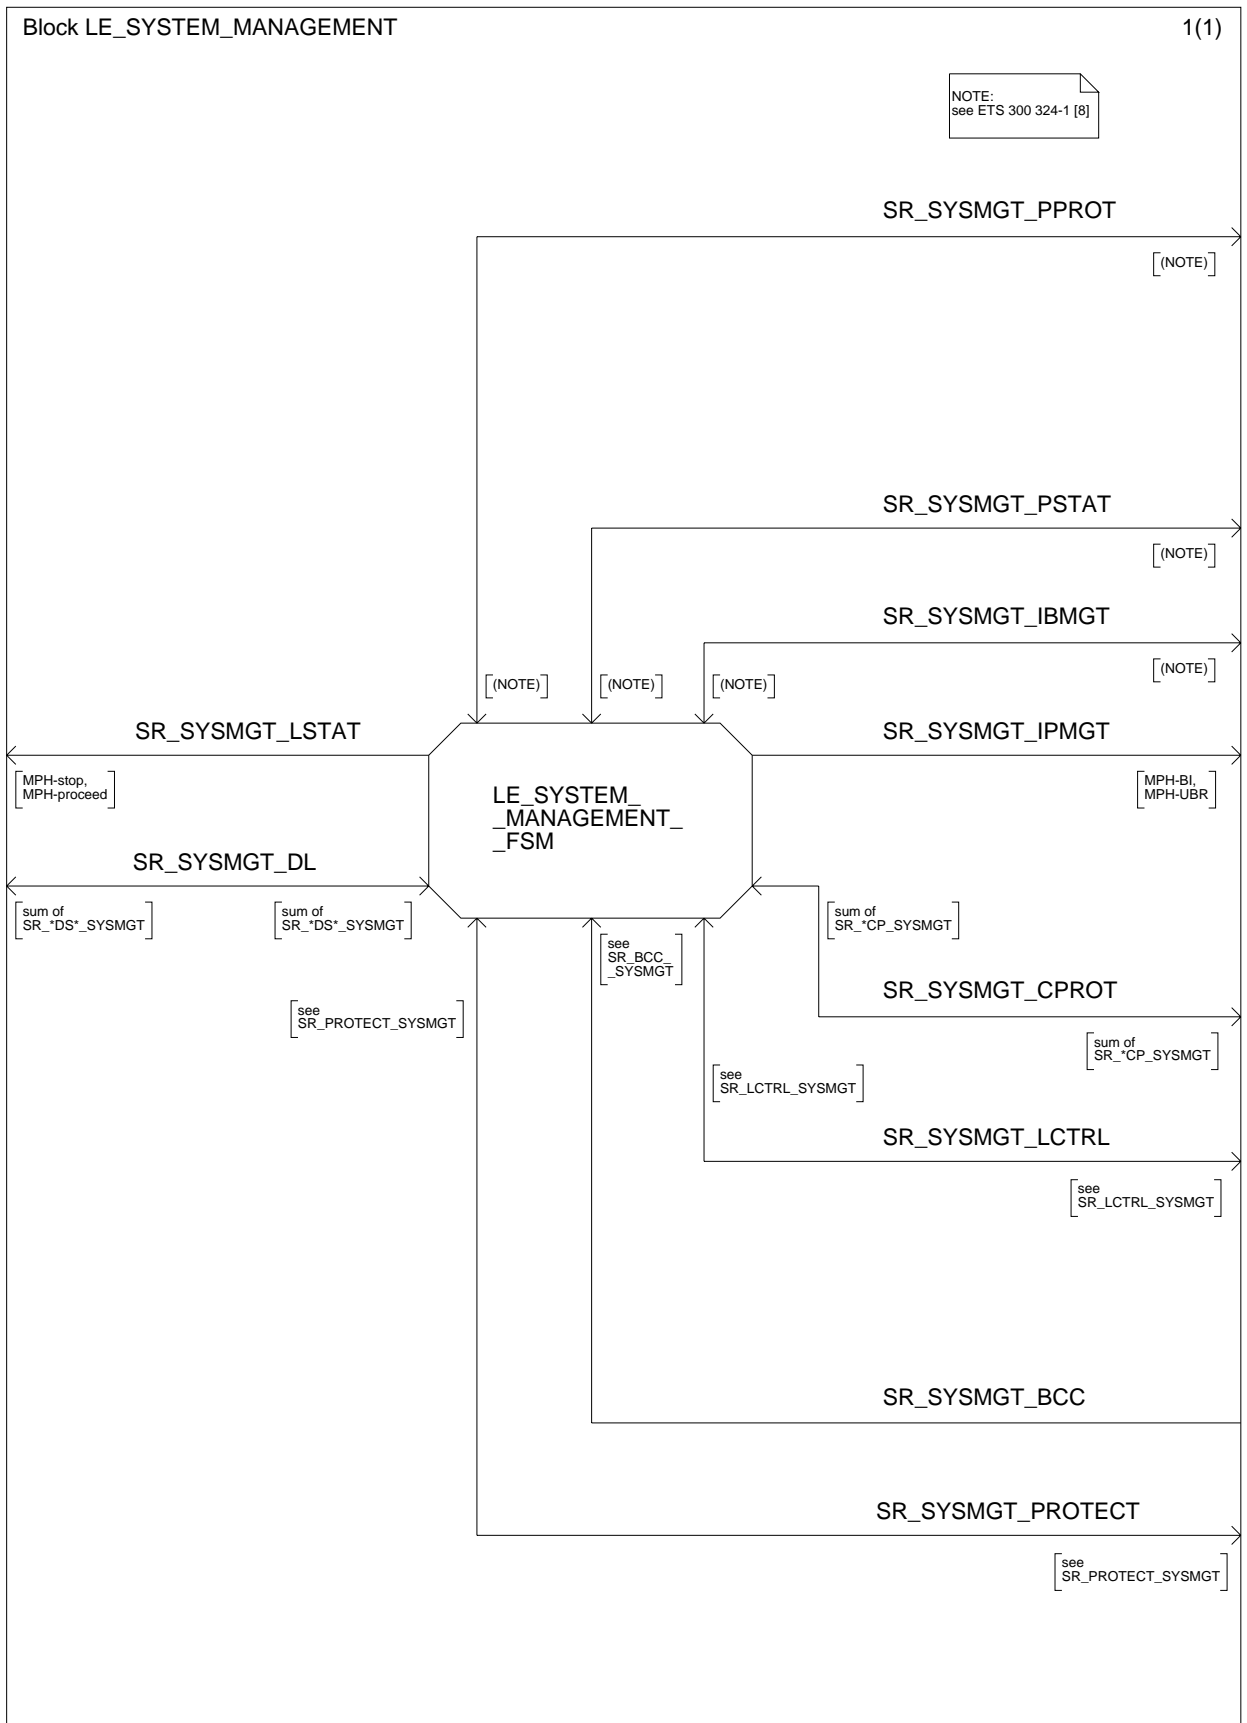 Block LE_SYSTEM_MANAGEMENT
1(1)
NOTE:
see ETS 300 324-1 [8]
SR_SYSMGT_PPROT
[(NOTE)]
SR_SYSMGT_PSTAT
[(NOTE)]
SR_SYSMGT_IBMGT
[(NOTE)]
[(NOTE)]
[(NOTE)]
[(NOTE)]
SR_SYSMGT_LSTAT
SR_SYSMGT_IPMGT
MPH-stop,
MPH-proceed
MPH-BI,
MPH-UBR
LE_SYSTEM_
_MANAGEMENT_
_FSM
SR_SYSMGT_DL
sum of
SR_*DS*_SYSMGT
sum of
SR_*DS*_SYSMGT
sum of
SR_*CP_SYSMGT
see
SR_BCC_
_SYSMGT
SR_SYSMGT_CPROT
see
SR_PROTECT_SYSMGT
sum of
SR_*CP_SYSMGT
see
SR_LCTRL_SYSMGT
SR_SYSMGT_LCTRL
see
SR_LCTRL_SYSMGT
SR_SYSMGT_BCC
SR_SYSMGT_PROTECT
see
SR_PROTECT_SYSMGT